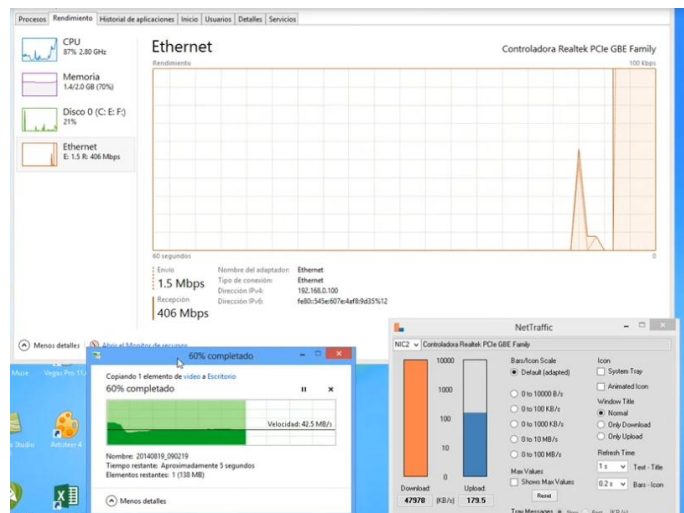 Procesos Rendimiento Historial de aplicaciones Inicio Usuarios Detalles Servicios
CPU
87% 2.80 GHz
Memoria
1.4/2.0 GB (70%)
Disco 0 (C: E: F:)
21%
Ethernet
E: 1.5 R: 406 Mbps
Ethernet
Controladora Realtek PCIe GBE Family
Rendimiento
100 Kbps
60 segundos
0
Envío
1.5 Mbps
Recepción
406 Mbps
Nombre del adaptador: Ethernet
Tipo de conexión: Ethernet
Dirección IPv4: 192.168.0.100
Dirección IPv6: fe80::545e:607e:4af8:9d35%12
Menos detalles
Abrir el Monitor de recursos
Muse
Vegas Pro 11
Studio
Artisteer 4
60% completado
Copiando 1 elemento de video a Escritorio
60% completado
Velocidad: 42.5 MB/s
Nombre: 20140819_090219
Tiempo restante: Aproximadamente 5 segundos
Elementos restantes: 1 (138 MB)
Menos detalles
NetTraffic
NIC2 Controladora Realtek PCIe GBE Family
10000
1000
100
10
0
Download
Upload
47978 [KB/s] 179.5
Bars/Icon Scale
Default (adapted)
0 to 10000 B/s
0 to 100 KB/s
0 to 1000 KB/s
0 to 10 MB/s
0 to 100 MB/s
Max Values
Shows Max Values
Reset
Icon
System Tray
Animated Icon
Window Title
Normal
Only Download
Only Upload
Refresh Time
1 s Text - Title
0.2 s Bars - Icon
Tray Messages